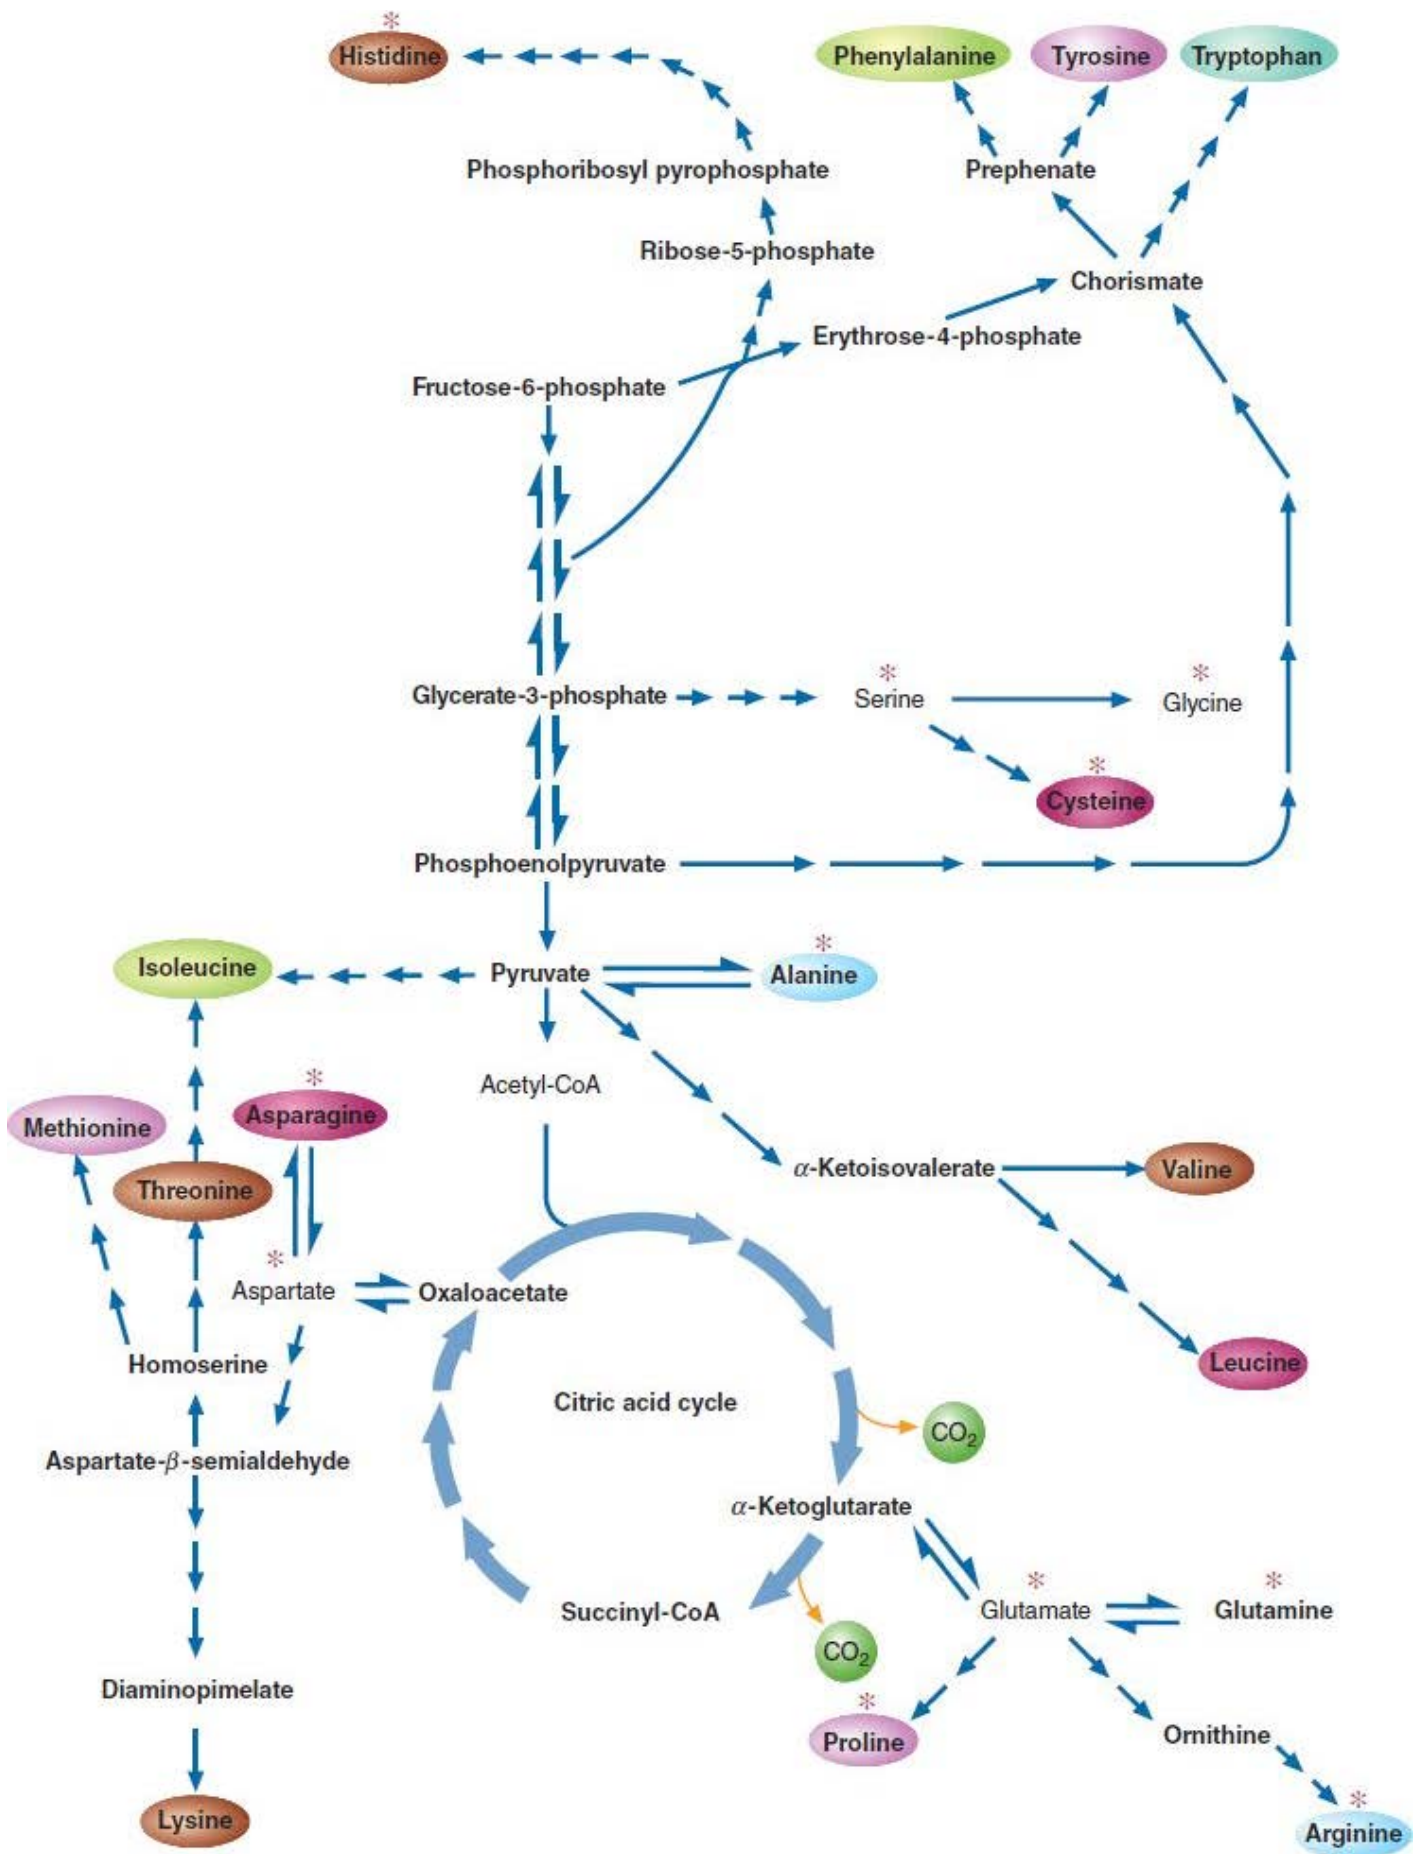 *
Histidine
Phenylalanine
Tyrosine
Tryptophan
Phosphoribosyl pyrophosphate
Prephenate
Ribose-5-phosphate
Chorismate
Erythrose-4-phosphate
Fructose-6-phosphate
Glycerate-3-phosphate
*
Serine
*
Glycine
*
Cysteine
Phosphoenolpyruvate
Isoleucine
Pyruvate
*
Alanine
Acetyl-CoA
Methionine
*
Asparagine
Threonine
α-Ketoisovalerate
Valine
*
Aspartate
Oxaloacetate
Homoserine
Leucine
Citric acid cycle
CO2
Aspartate-β-semialdehyde
α-Ketoglutarate
Succinyl-CoA
*
Glutamate
*
Glutamine
CO2
Diaminopimelate
*
Proline
Ornithine
Lysine
*
Arginine